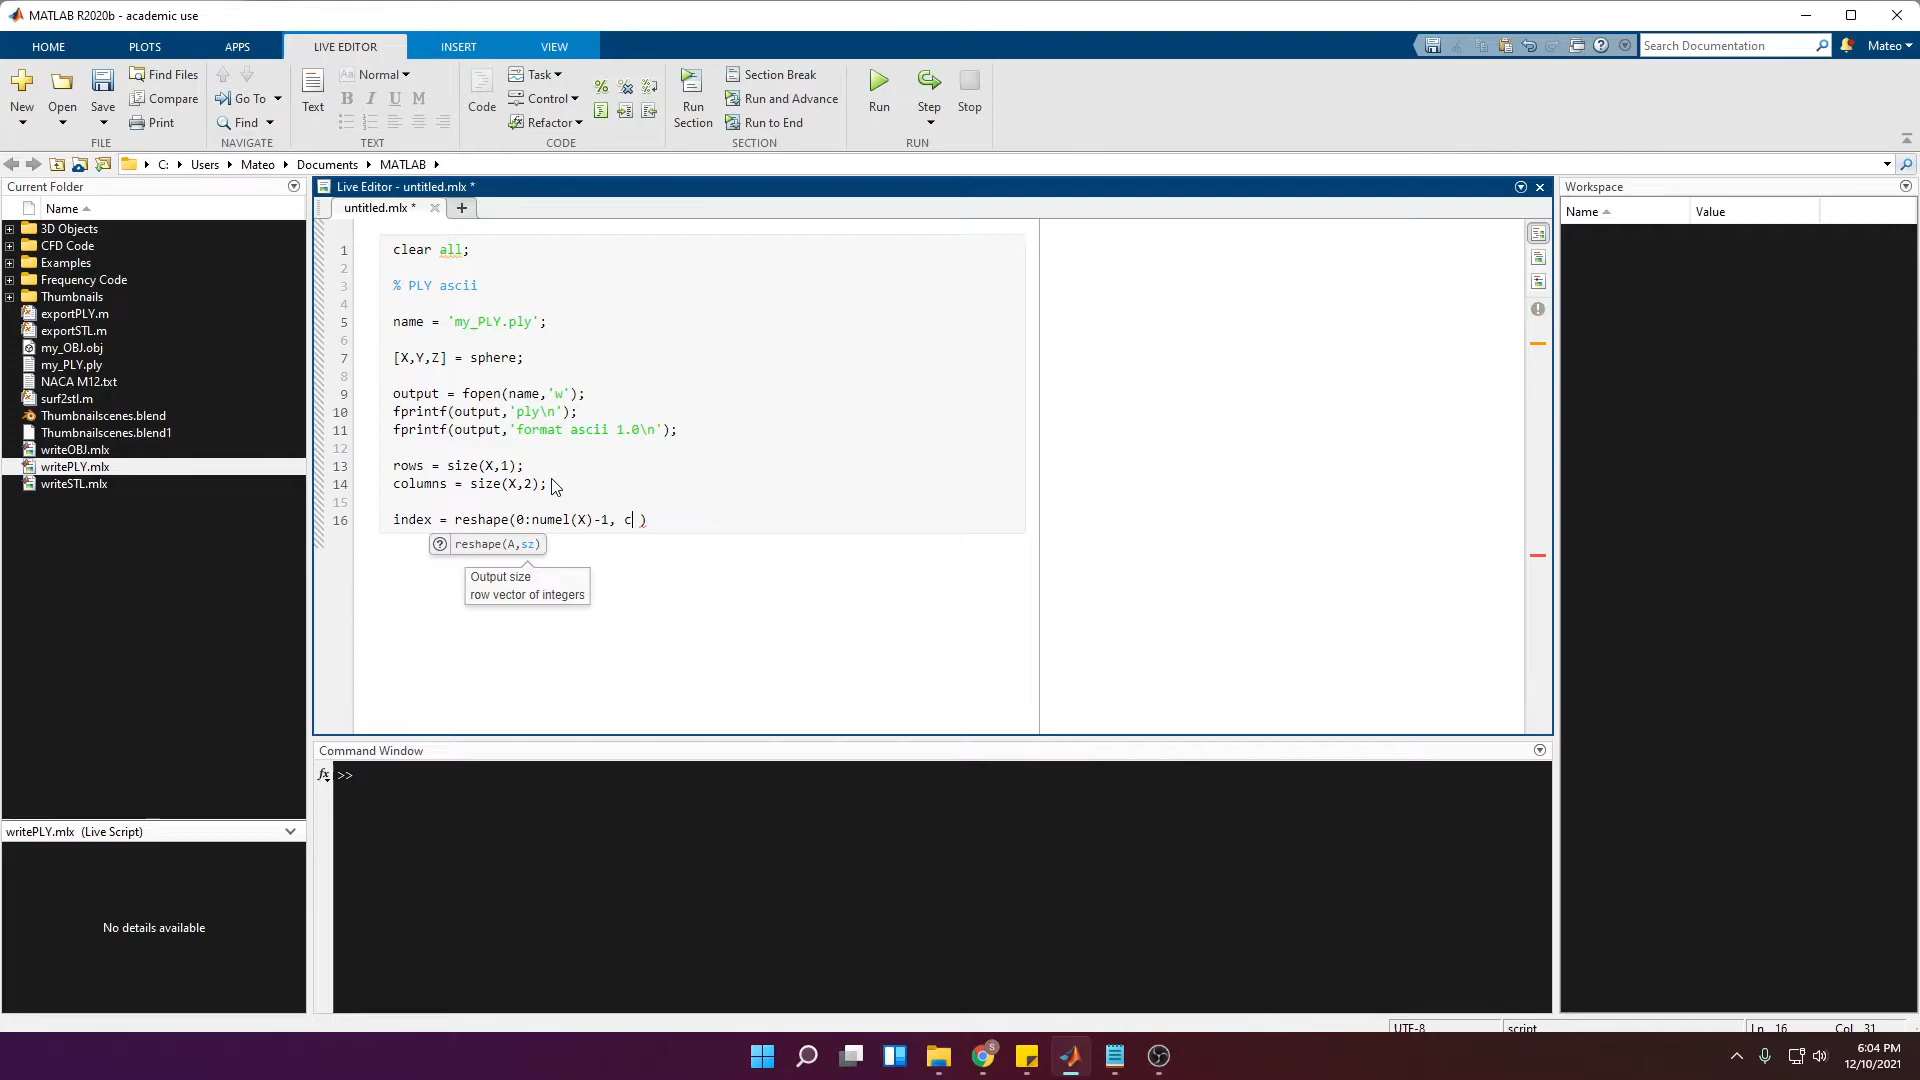 MATLAB R2020b - academic use
HOME PLOTS APPS LIVE EDITOR INSERT VIEW
Search Documentation Mateo
New Open Save Find Files Compare Print
Go To Find
Text Aa Normal B I U M
Code Task Control Refactor
Run Section Section Break Run and Advance Run to End
Run Step Stop
FILE NAVIGATE TEXT CODE SECTION RUN
C: Users Mateo Documents MATLAB
Current Folder
Name
3D Objects
CFD Code
Examples
Frequency Code
Thumbnails
exportPLY.m
exportSTL.m
my_OBJ.obj
my_PLY.ply
NACA M12.txt
surf2stl.m
Thumbnailscenes.blend
Thumbnailscenes.blend1
writeOBJ.mlx
writePLY.mlx
writeSTL.mlx
writePLY.mlx (Live Script)
No details available
Live Editor - untitled.mlx *
untitled.mlx *
1 clear all;
2
3 % PLY ascii
4
5 name = 'my_PLY.ply';
6
7 [X,Y,Z] = sphere;
8
9 output = fopen(name,'w');
10 fprintf(output,'ply\n');
11 fprintf(output,'format ascii 1.0\n');
12
13 rows = size(X,1);
14 columns = size(X,2);
15
16 index = reshape(0:numel(X)-1, c )
reshape(A,sz)
Output size
row vector of integers
Workspace
Name Value
Command Window
fx >>
UTF-8 script Ln 16 Col 31
S
6:04 PM
12/10/2021